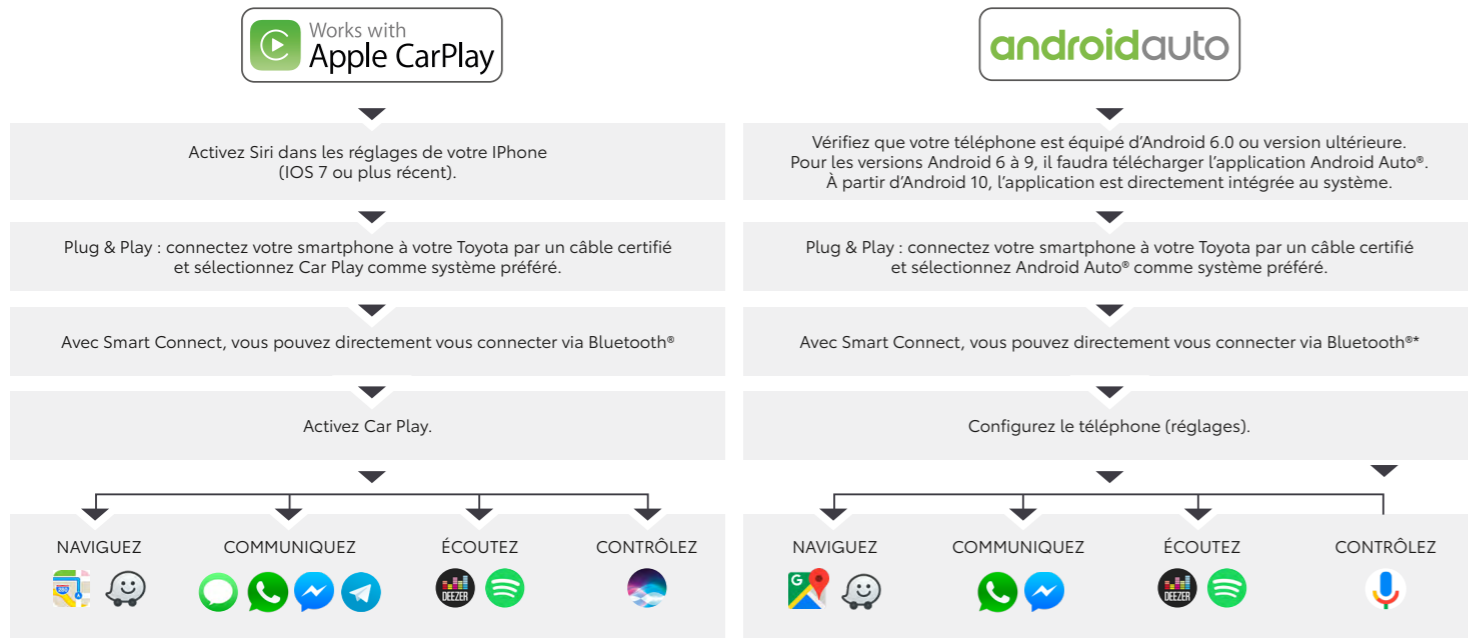 Works with
Apple CarPlay
Activez Siri dans les réglages de votre IPhone
(IOS 7 ou plus récent).
Plug & Play : connectez votre smartphone à votre Toyota par un câble certifié
et sélectionnez Car Play comme système préféré.
Avec Smart Connect, vous pouvez directement vous connecter via Bluetooth®
Activez Car Play.
NAVIGUEZ
COMMUNIQUEZ
ÉCOUTEZ
CONTRÔLEZ
280
DEEZER
androidauto
Vérifiez que votre téléphone est équipé d’Android 6.0 ou version ultérieure.
Pour les versions Android 6 à 9, il faudra télécharger l’application Android Auto®.
À partir d’Android 10, l’application est directement intégrée au système.
Plug & Play : connectez votre smartphone à votre Toyota par un câble certifié
et sélectionnez Android Auto® comme système préféré.
Avec Smart Connect, vous pouvez directement vous connecter via Bluetooth®*
Configurez le téléphone (réglages).
NAVIGUEZ
COMMUNIQUEZ
ÉCOUTEZ
CONTRÔLEZ
G
DEEZER